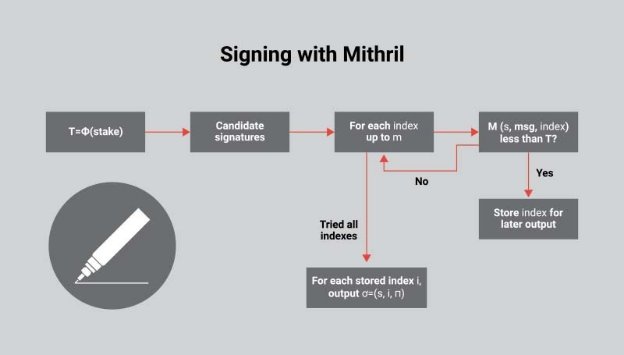 Signing with Mithril
T=Φ(stake)
Candidate
signatures
For each index
up to m
M (s, msg, index)
less than T?
No
Yes
Store index for
later output
Tried all
indexes
For each stored index i,
output σ=(s, i, π)